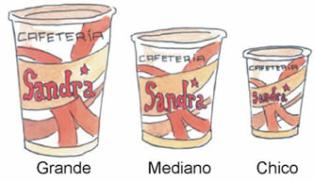 CAFETERÍA
Sandra
Grande
CAFETERÍA
Sandra
Mediano
CAFETERÍA
Sandra
Chico